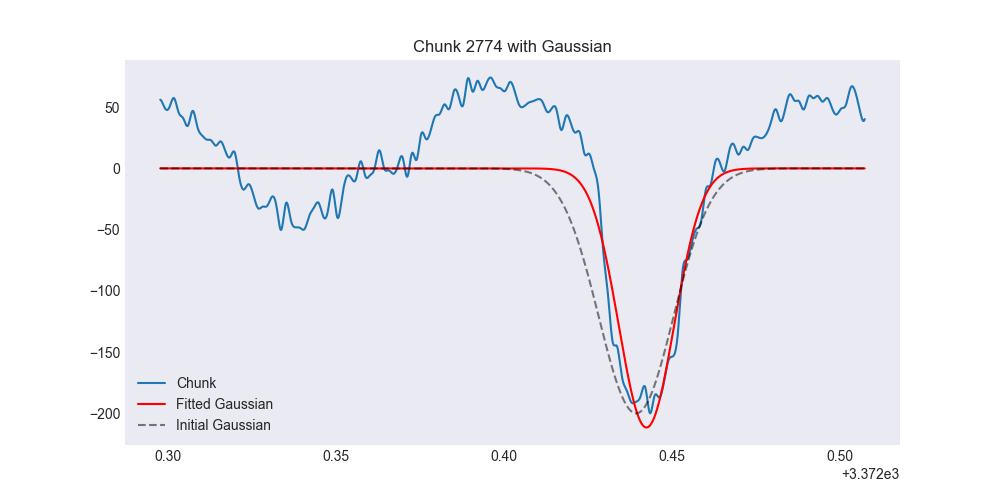 Chunk 2774 with Gaussian
50
0
−50
−100
−150
−200
Chunk
Fitted Gaussian
Initial Gaussian
0.30 0.35 0.40 0.45 0.50
+3.372e3